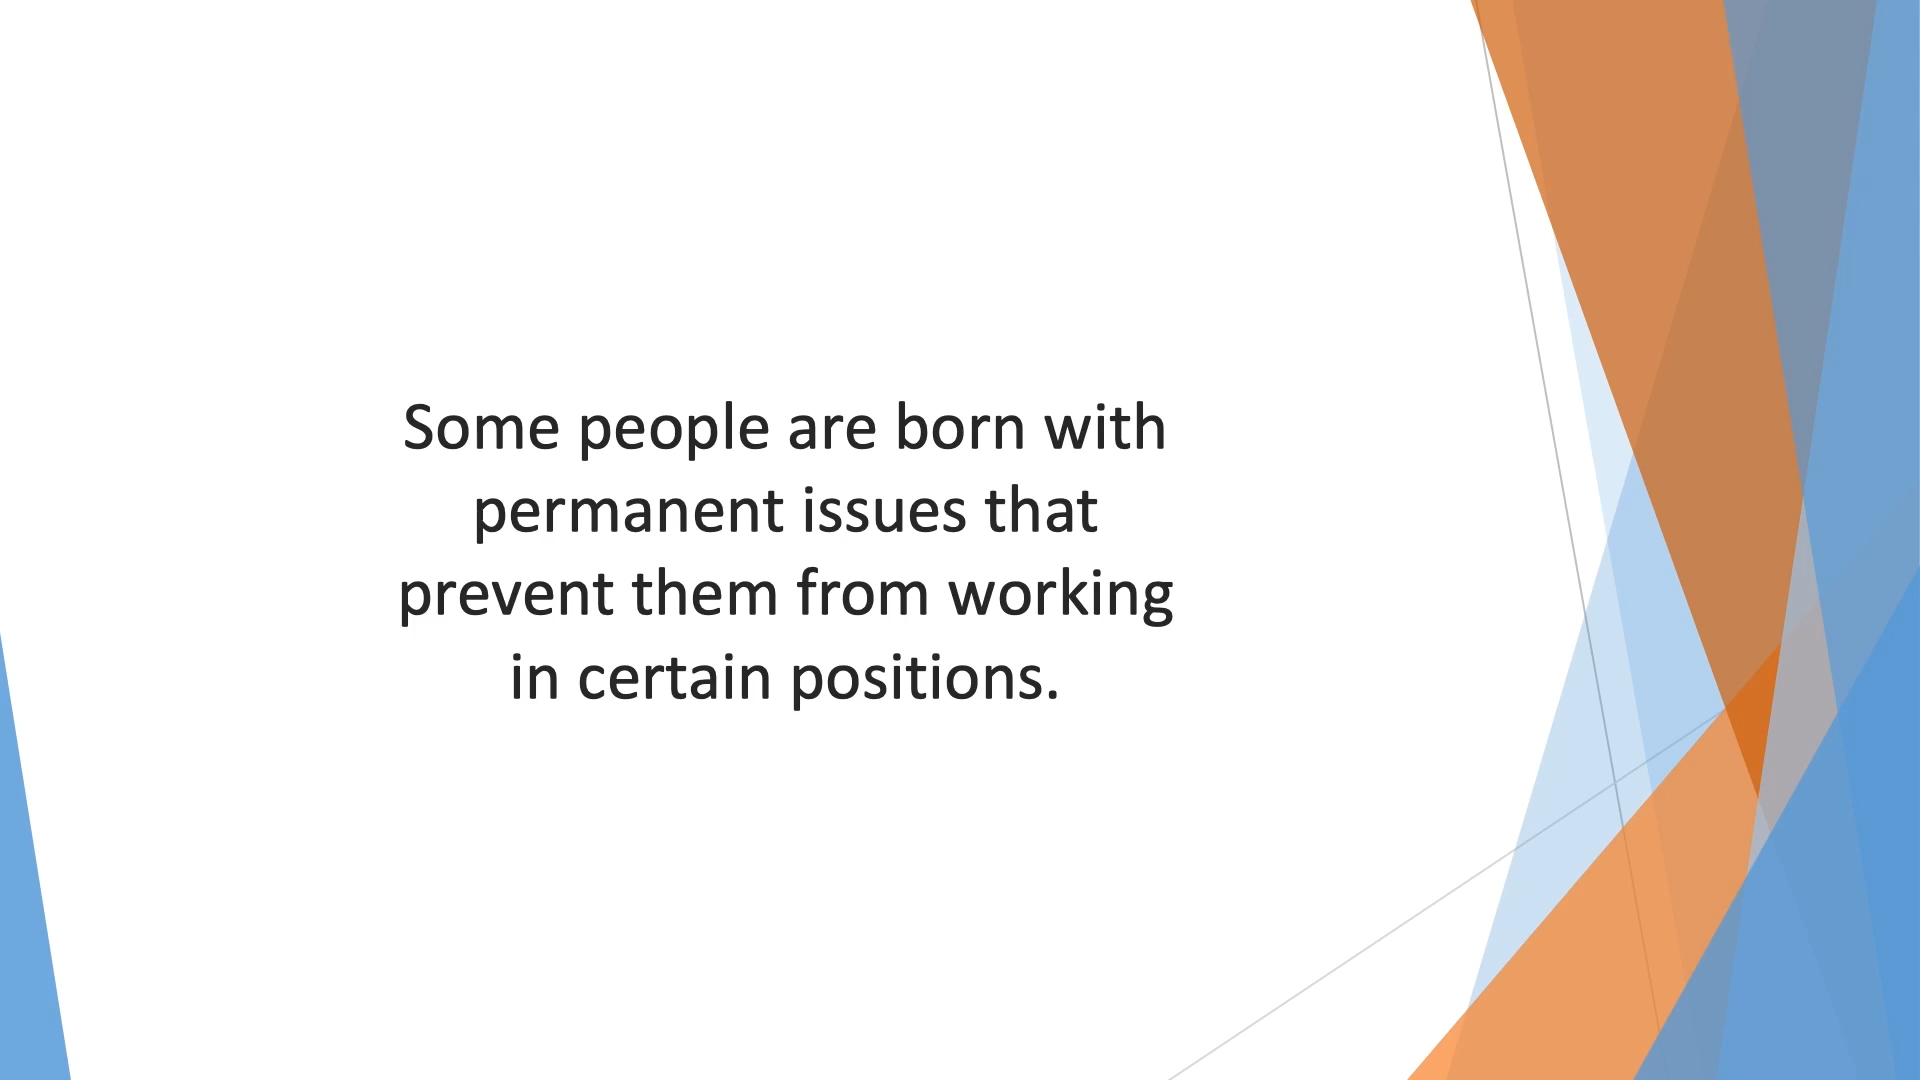 Some people are born with
permanent issues that
prevent them from working
in certain positions.